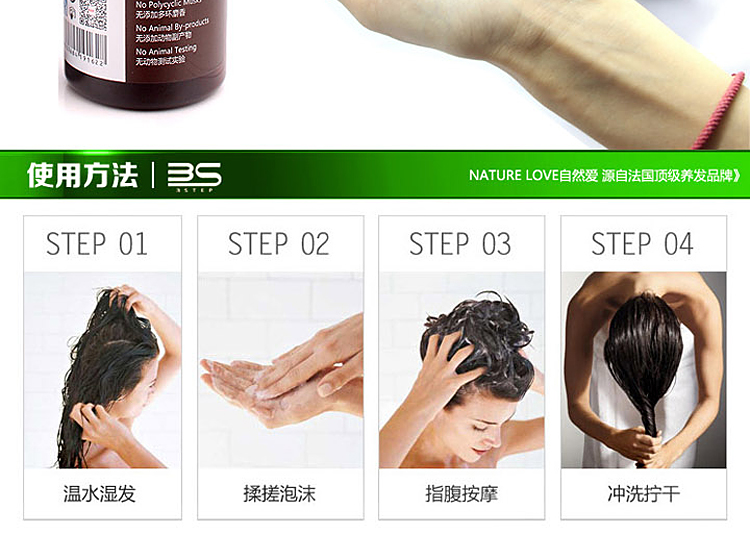 No Polycyclic Musks
无添加多环麝香
No Animal By-products
无添加动物副产物
No Animal Testing
无动物测试实验
使用方法
3S
3STEP
NATURE LOVE自然爱 源自法国顶级养发品牌》
STEP 01
STEP 02
STEP 03
STEP 04
温水湿发
揉搓泡沫
指腹按摩
冲洗拧干